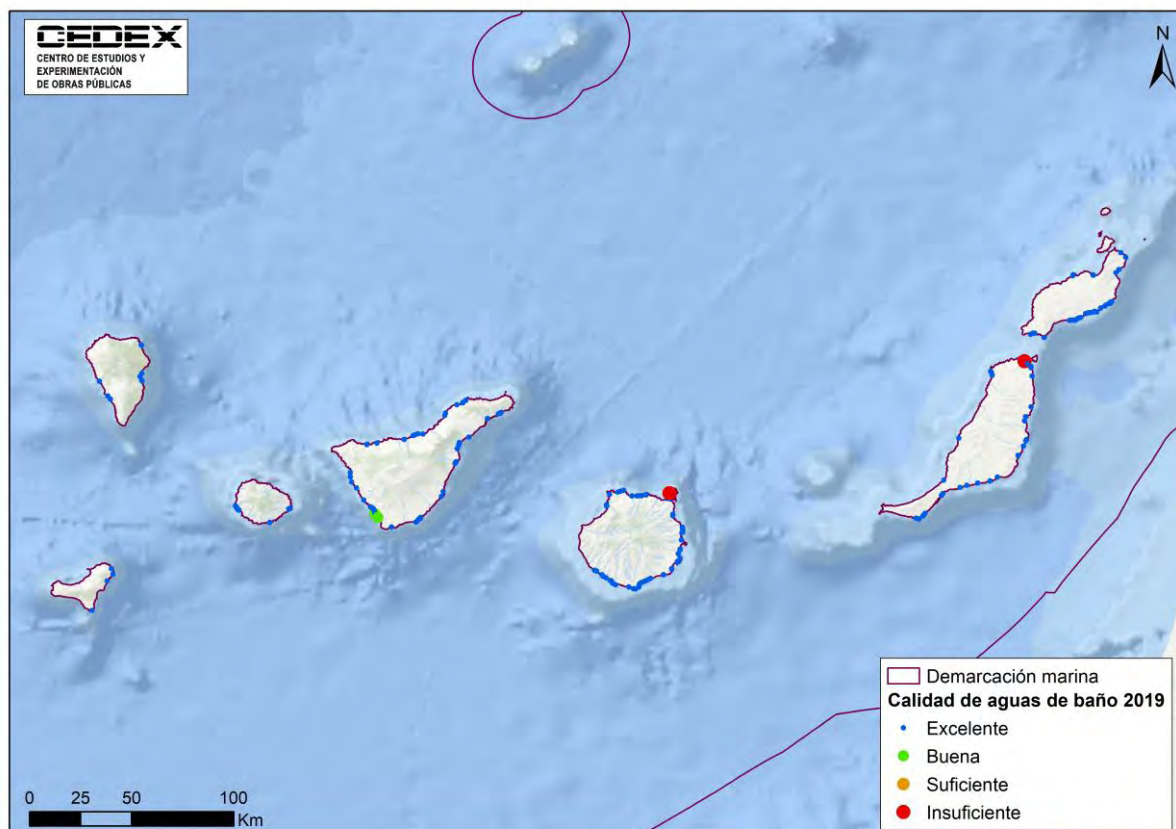 CEDEX
CENTRO DE ESTUDIOS Y
EXPERIMENTACIÓN
DE OBRAS PÚBLICAS
N
Demarcación marina
Calidad de aguas de baño 2019
Excelente
Buena
Suficiente
Insuficiente
0 25 50 100
Km